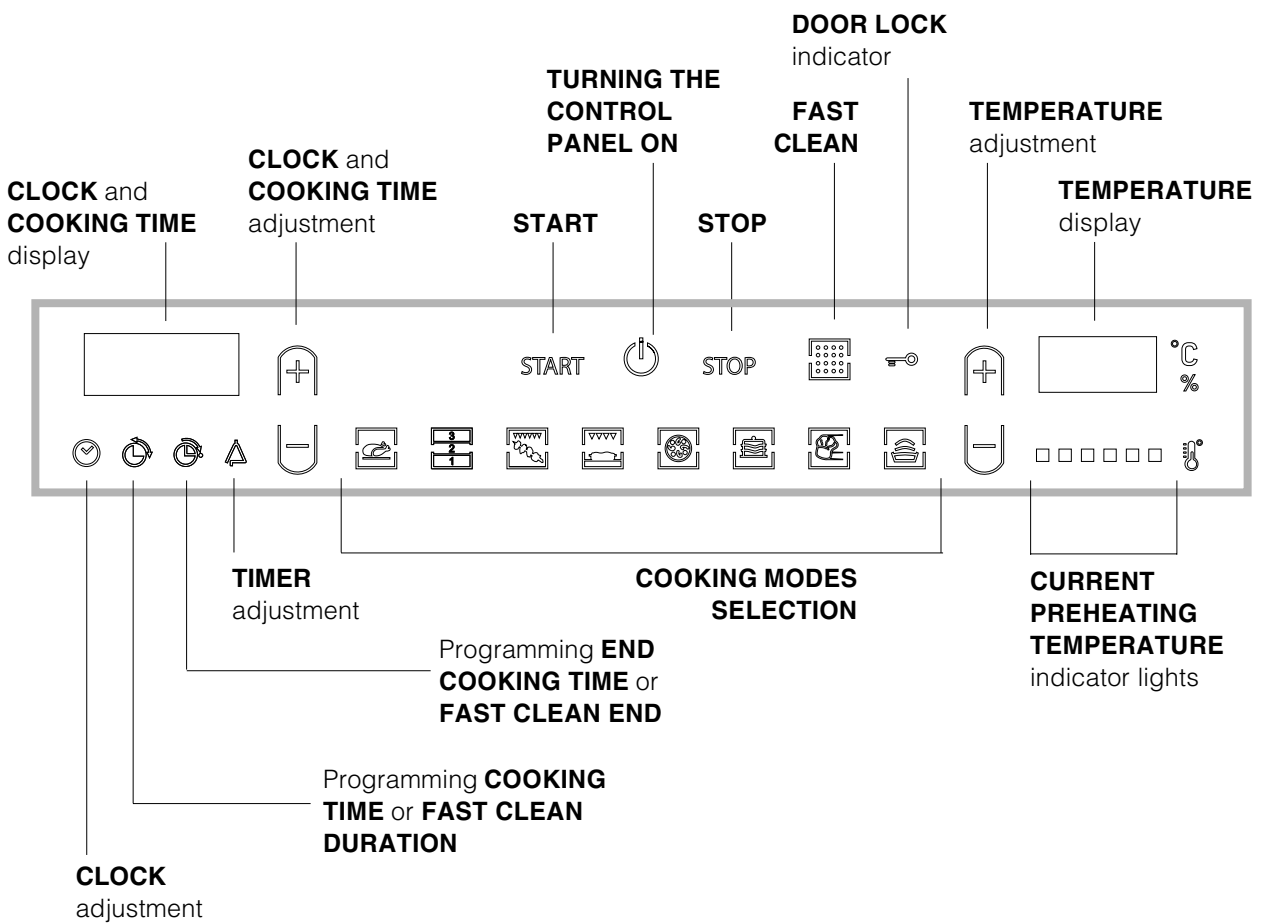 DOOR LOCK
indicator
TURNING THE
CONTROL
PANEL ON
FAST
CLEAN
TEMPERATURE
adjustment
CLOCK and
COOKING TIME
adjustment
CLOCK and
COOKING TIME
display
START
STOP
TEMPERATURE
display
START
STOP
°C
%
3
2
1
TIMER
adjustment
COOKING MODES
SELECTION
CURRENT
PREHEATING
TEMPERATURE
indicator lights
Programming END
COOKING TIME or
FAST CLEAN END
Programming COOKING
TIME or FAST CLEAN
DURATION
CLOCK
adjustment